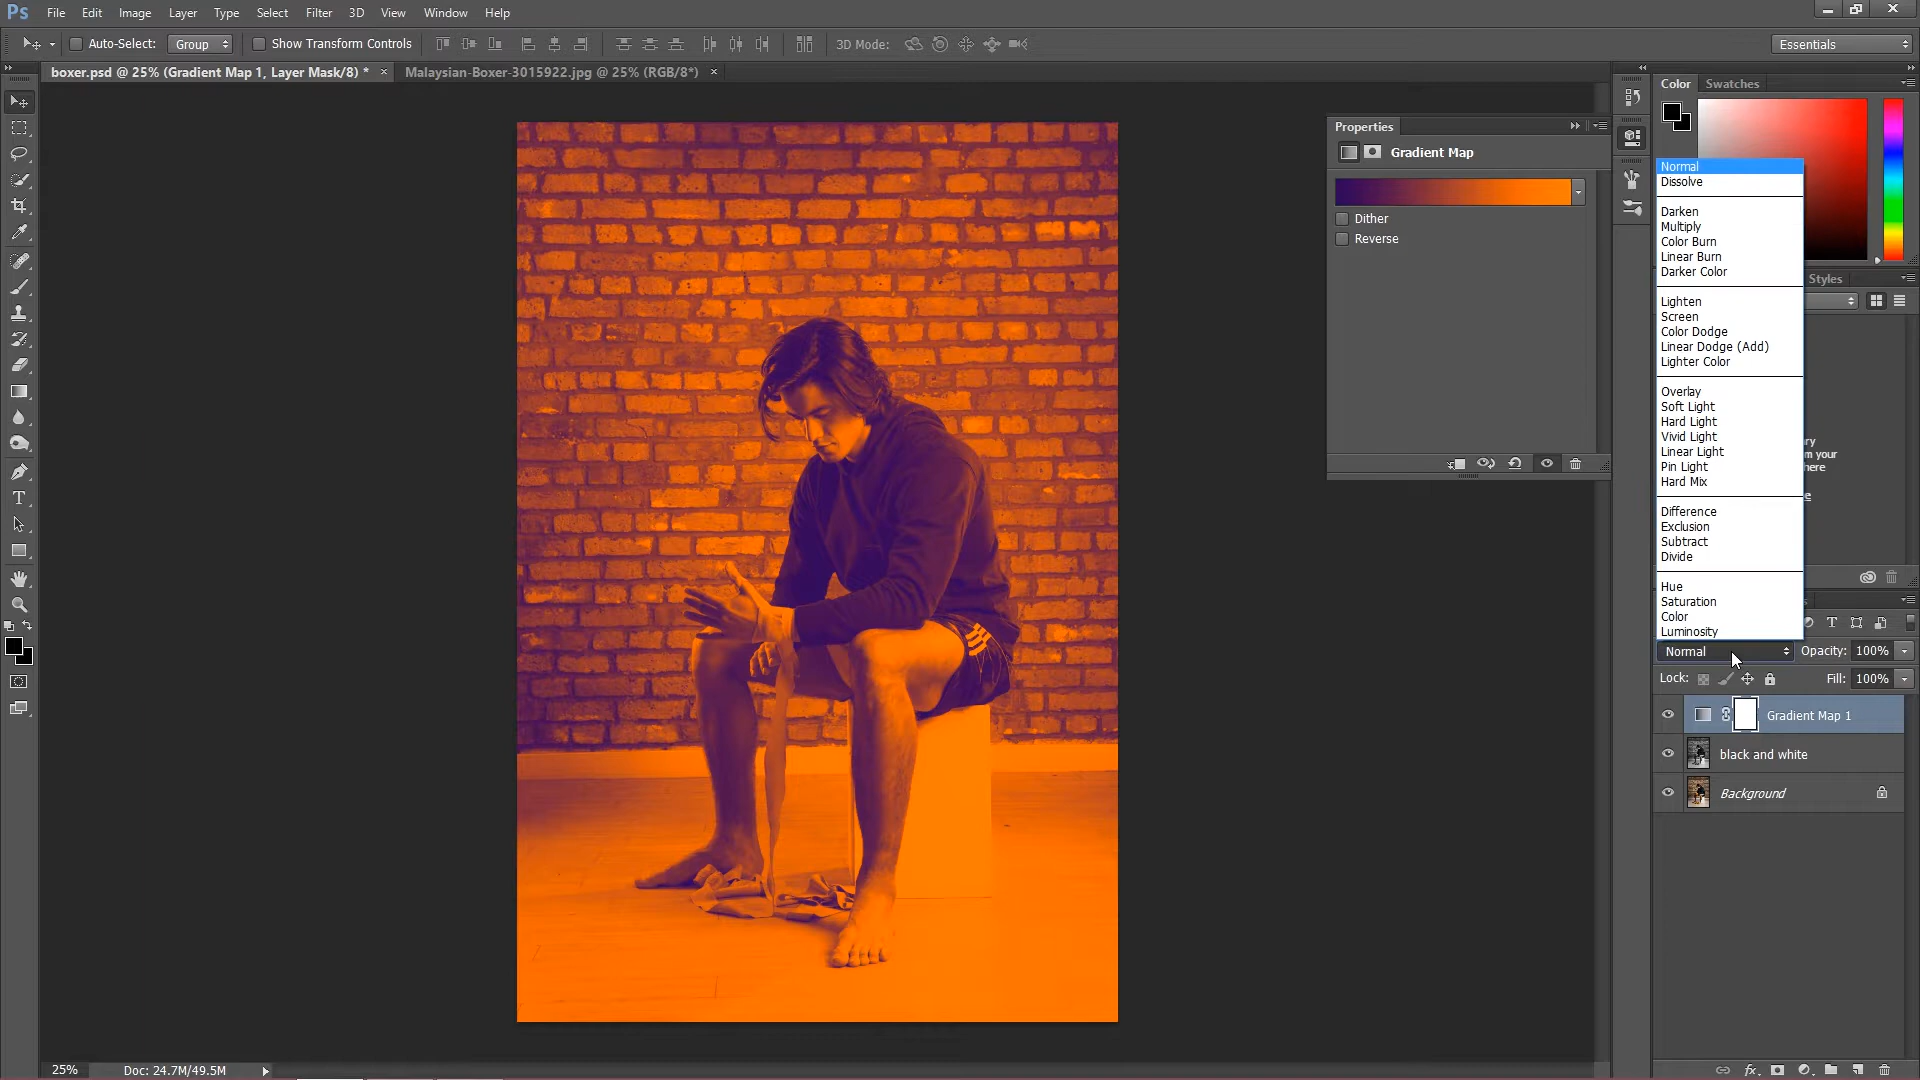 Ps File Edit Image Layer Type Select Filter 3D View Window Help
Auto-Select: Group Show Transform Controls 3D Mode: Essentials
boxer.psd @ 25% (Gradient Map 1, Layer Mask/8) * × Malaysian-Boxer-3015922.jpg @ 25% (RGB/8*) ×
Color Swatches
Properties
Gradient Map
Dither
Reverse
Normal
Dissolve
Darken
Multiply
Color Burn
Linear Burn
Darker Color
Lighten
Screen
Color Dodge
Linear Dodge (Add)
Lighter Color
Overlay
Soft Light
Hard Light
Vivid Light
Linear Light
Pin Light
Hard Mix
Difference
Exclusion
Subtract
Divide
Hue
Saturation
Color
Luminosity
Styles
Normal Opacity: 100%
Lock: Fill: 100%
Gradient Map 1
black and white
Background
25% Doc: 24.7M/49.5M